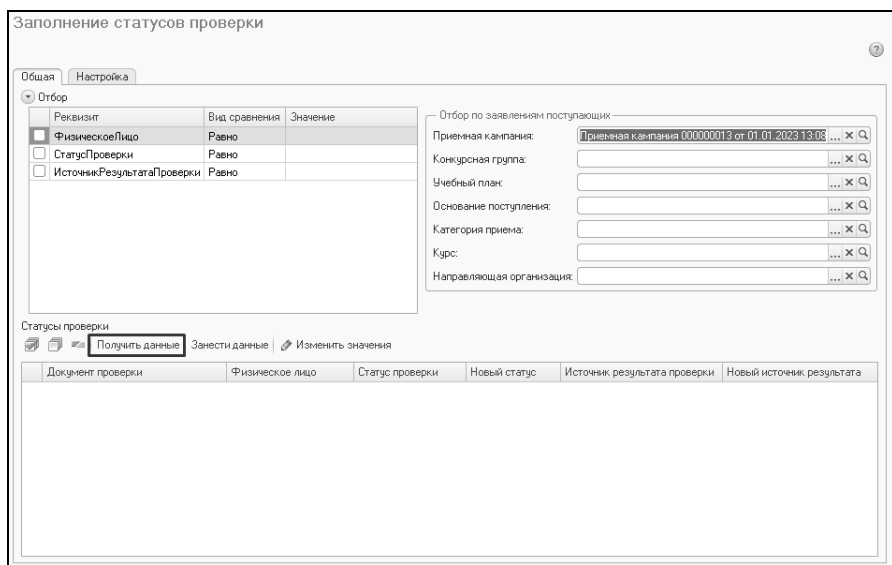 Заполнение статусов проверки
?
Общая Настройка
Отбор
Реквизит Вид сравнения Значение
ФизическоеЛицо Равно
СтатусПроверки Равно
ИсточникРезультатаПроверки Равно
Отбор по заявлениям поступающих
Приемная кампания: Приемная кампания 000000013 от 01.01.2023 13:08 ...
Конкурсная группа: ...
Учебный план: ...
Основание поступления: ...
Категория приема: ...
Курс: ...
Направляющая организация: ...
Статусы проверки
Получить данные Занести данные Изменить значения
Документ проверки Физическое лицо Статус проверки Новый статус Источник результата проверки Новый источник результата